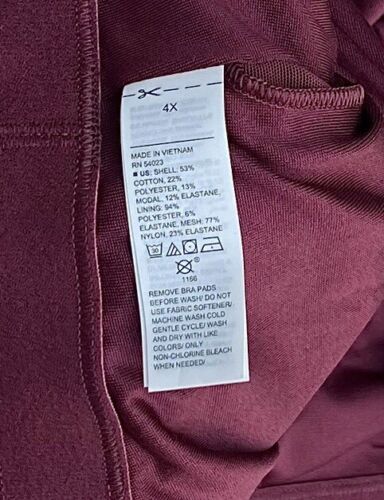 4X
MADE IN VIETNAM
RN 54023
■ US: SHELL: 53%
COTTON, 22%
POLYESTER, 13%
MODAL, 12% ELASTANE,
LINING: 94%
POLYESTER, 6%
ELASTANE, MESH: 77%
NYLON, 23% ELASTANE
30
1166
REMOVE BRA PADS
BEFORE WASH/ DO NOT
USE FABRIC SOFTENER/
MACHINE WASH COLD
GENTLE CYCLE/ WASH
AND DRY WITH LIKE
COLORS/ ONLY
NON-CHLORINE BLEACH
WHEN NEEDED/